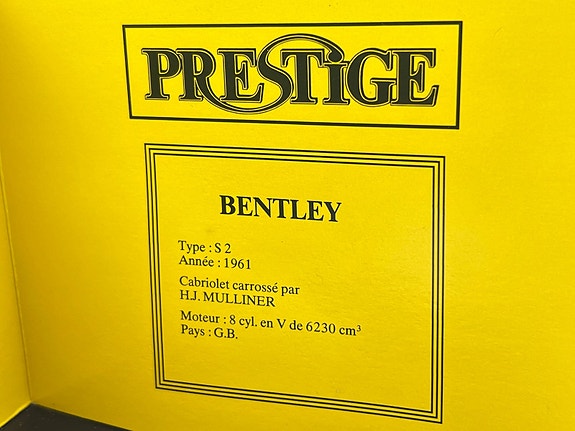 PRESTiGE
BENTLEY
Type : S 2
Année : 1961
Cabriolet carrossé par
H.J. MULLINER
Moteur : 8 cyl. en V de 6230 cm³
Pays : G.B.